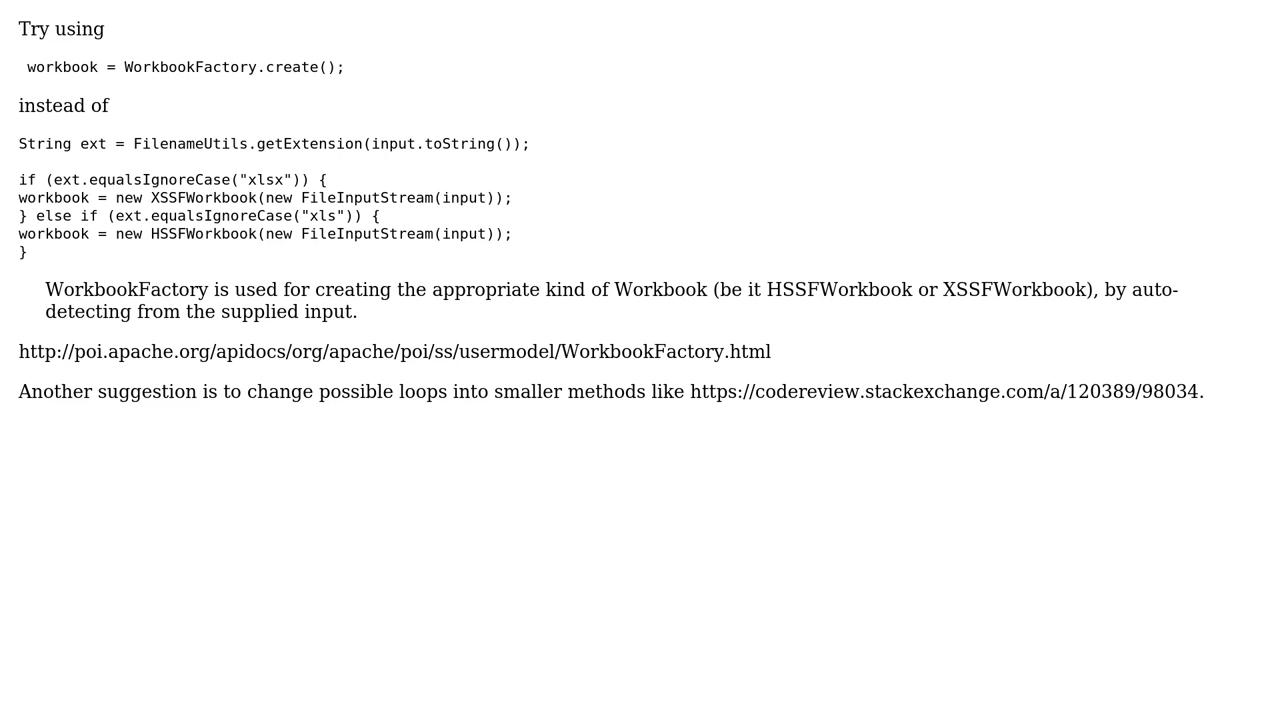 Try using
workbook = WorkbookFactory.create();
instead of
String ext = FilenameUtils.getExtension(input.toString());
if (ext.equalsIgnoreCase("xlsx")) {
workbook = new XSSFWorkbook(new FileInputStream(input));
} else if (ext.equalsIgnoreCase("xls")) {
workbook = new HSSFWorkbook(new FileInputStream(input));
}
WorkbookFactory is used for creating the appropriate kind of Workbook (be it HSSFWorkbook or XSSFWorkbook), by auto-
detecting from the supplied input.
http://poi.apache.org/apidocs/org/apache/poi/ss/usermodel/WorkbookFactory.html
Another suggestion is to change possible loops into smaller methods like https://codereview.stackexchange.com/a/120389/98034.